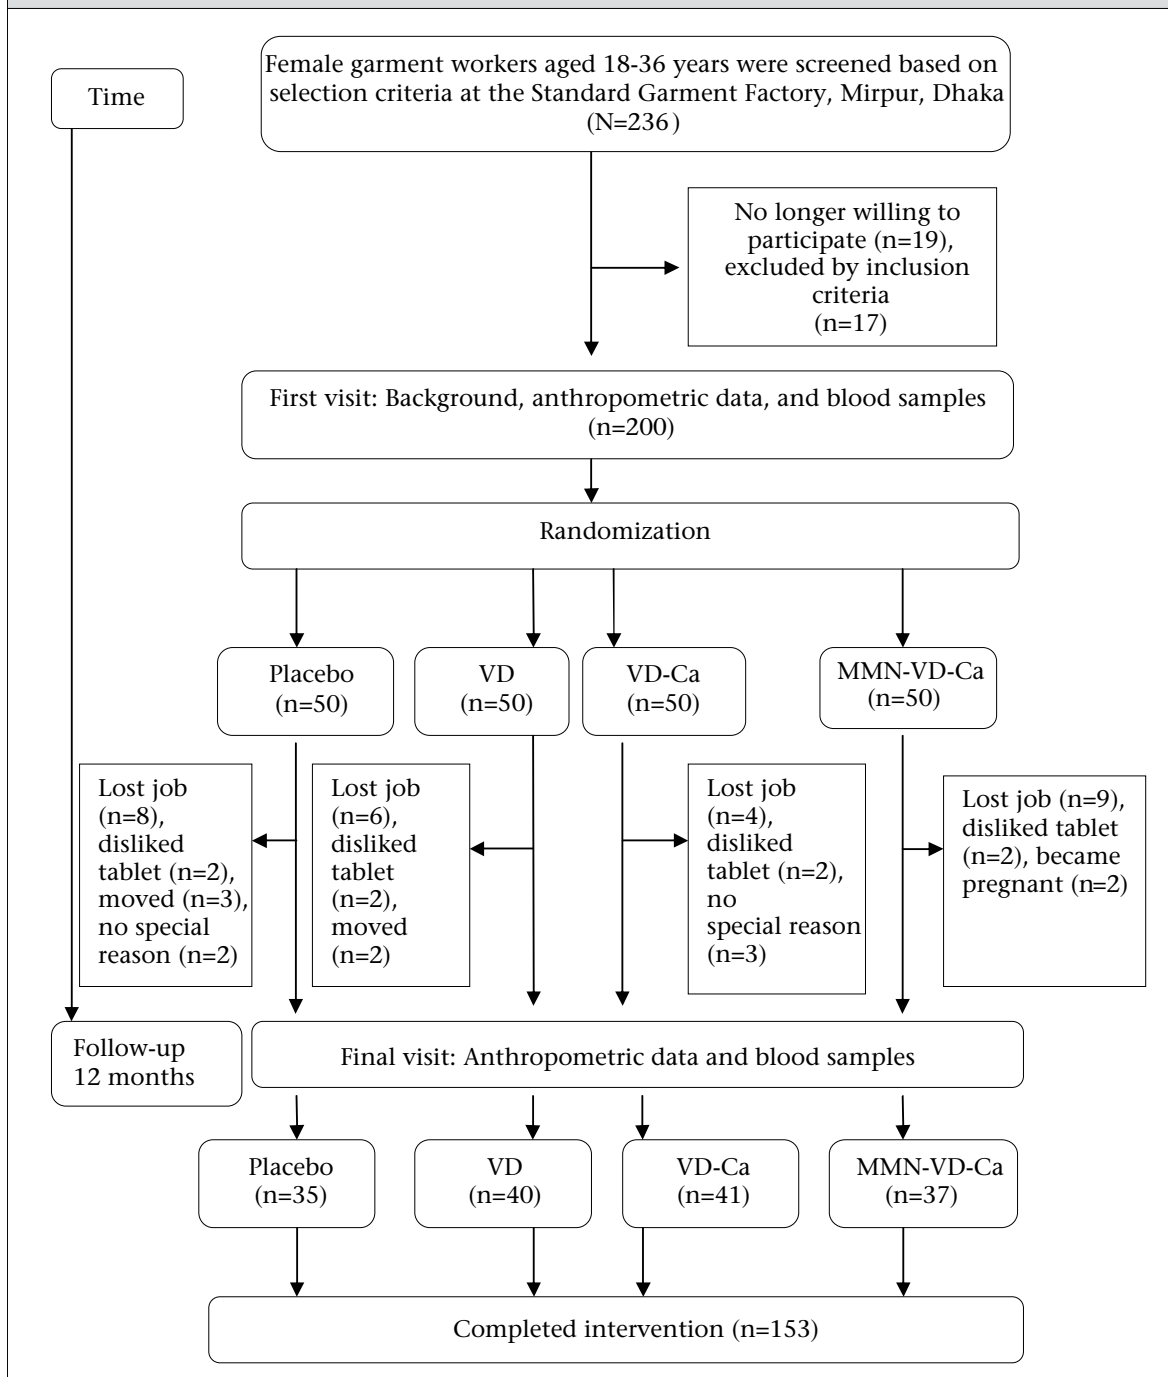 Time
Female garment workers aged 18-36 years were screened based on
selection criteria at the Standard Garment Factory, Mirpur, Dhaka
(N=236)
No longer willing to
participate (n=19),
excluded by inclusion
criteria
(n=17)
First visit: Background, anthropometric data, and blood samples
(n=200)
Randomization
Placebo
(n=50)
VD
(n=50)
VD-Ca
(n=50)
MMN-VD-Ca
(n=50)
Lost job
(n=8),
disliked
tablet (n=2),
moved (n=3),
no special
reason (n=2)
Lost job
(n=6),
disliked
tablet
(n=2),
moved
(n=2)
Lost job
(n=4),
disliked
tablet (n=2),
no
special reason
(n=3)
Lost job (n=9),
disliked tablet
(n=2), became
pregnant (n=2)
Follow-up
12 months
Final visit: Anthropometric data and blood samples
Placebo
(n=35)
VD
(n=40)
VD-Ca
(n=41)
MMN-VD-Ca
(n=37)
Completed intervention (n=153)